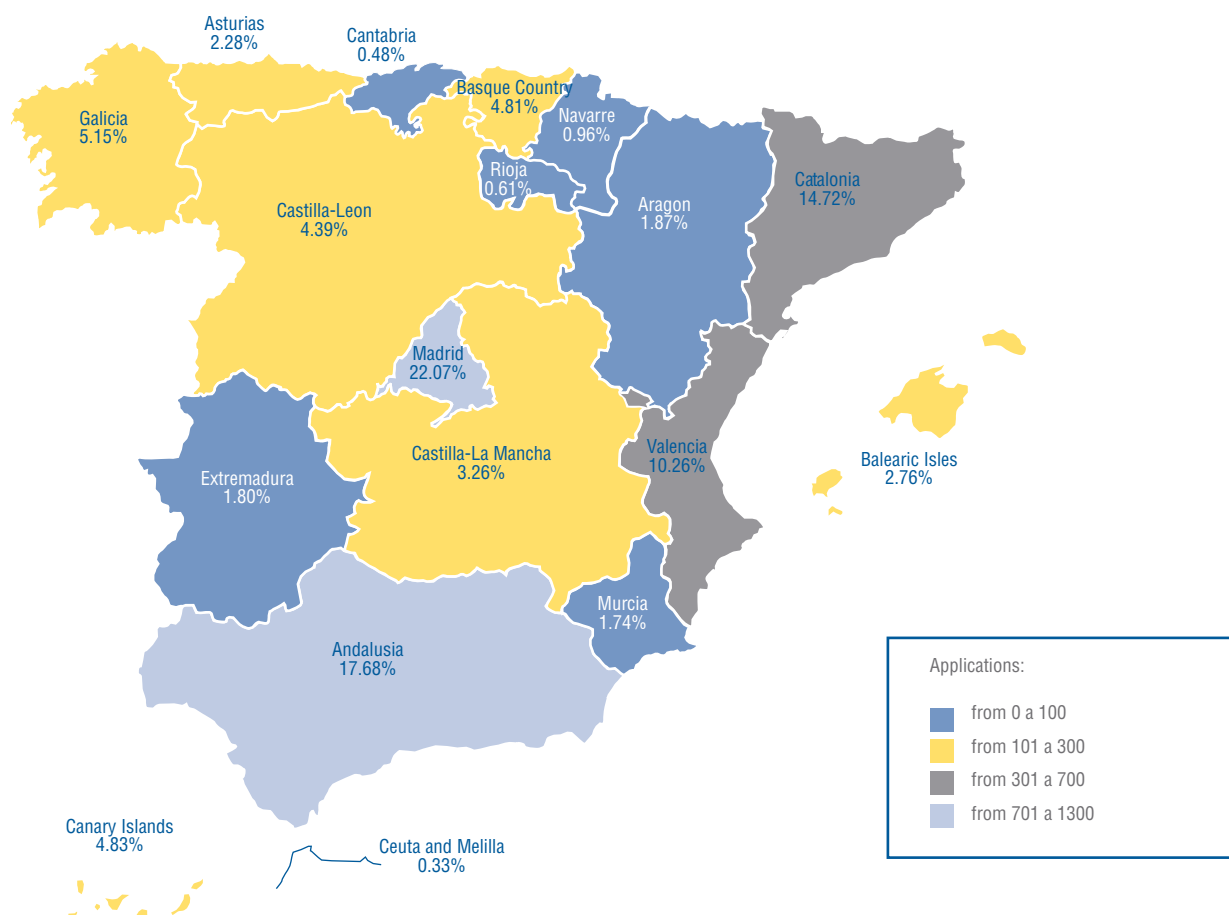 Asturias
2.28%
Cantabria
0.48%
Basque Country
4.81%
Galicia
5.15%
Navarre
0.96%
Rioja
0.61%
Catalonia
14.72%
Castilla-Leon
4.39%
Aragon
1.87%
Madrid
22.07%
Castilla-La Mancha
3.26%
Valencia
10.26%
Balearic Isles
2.76%
Extremadura
1.80%
Murcia
1.74%
Andalusia
17.68%
Canary Islands
4.83%
Ceuta and Melilla
0.33%
Applications:
from 0 a 100
from 101 a 300
from 301 a 700
from 701 a 1300